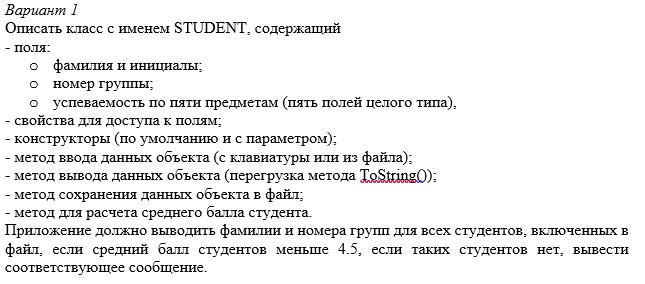 Вариант 1
Описать класс с именем STUDENT, содержащий
- поля:
o фамилия и инициалы;
o номер группы;
o успеваемость по пяти предметам (пять полей целого типа),
- свойства для доступа к полям;
- конструкторы (по умолчанию и с параметром);
- метод ввода данных объекта (с клавиатуры или из файла);
- метод вывода данных объекта (перегрузка метода ToString());
- метод сохранения данных объекта в файл;
- метод для расчета среднего балла студента.
Приложение должно выводить фамилии и номера групп для всех студентов, включенных в
файл, если средний балл студентов меньше 4.5, если таких студентов нет, вывести
соответствующее сообщение.